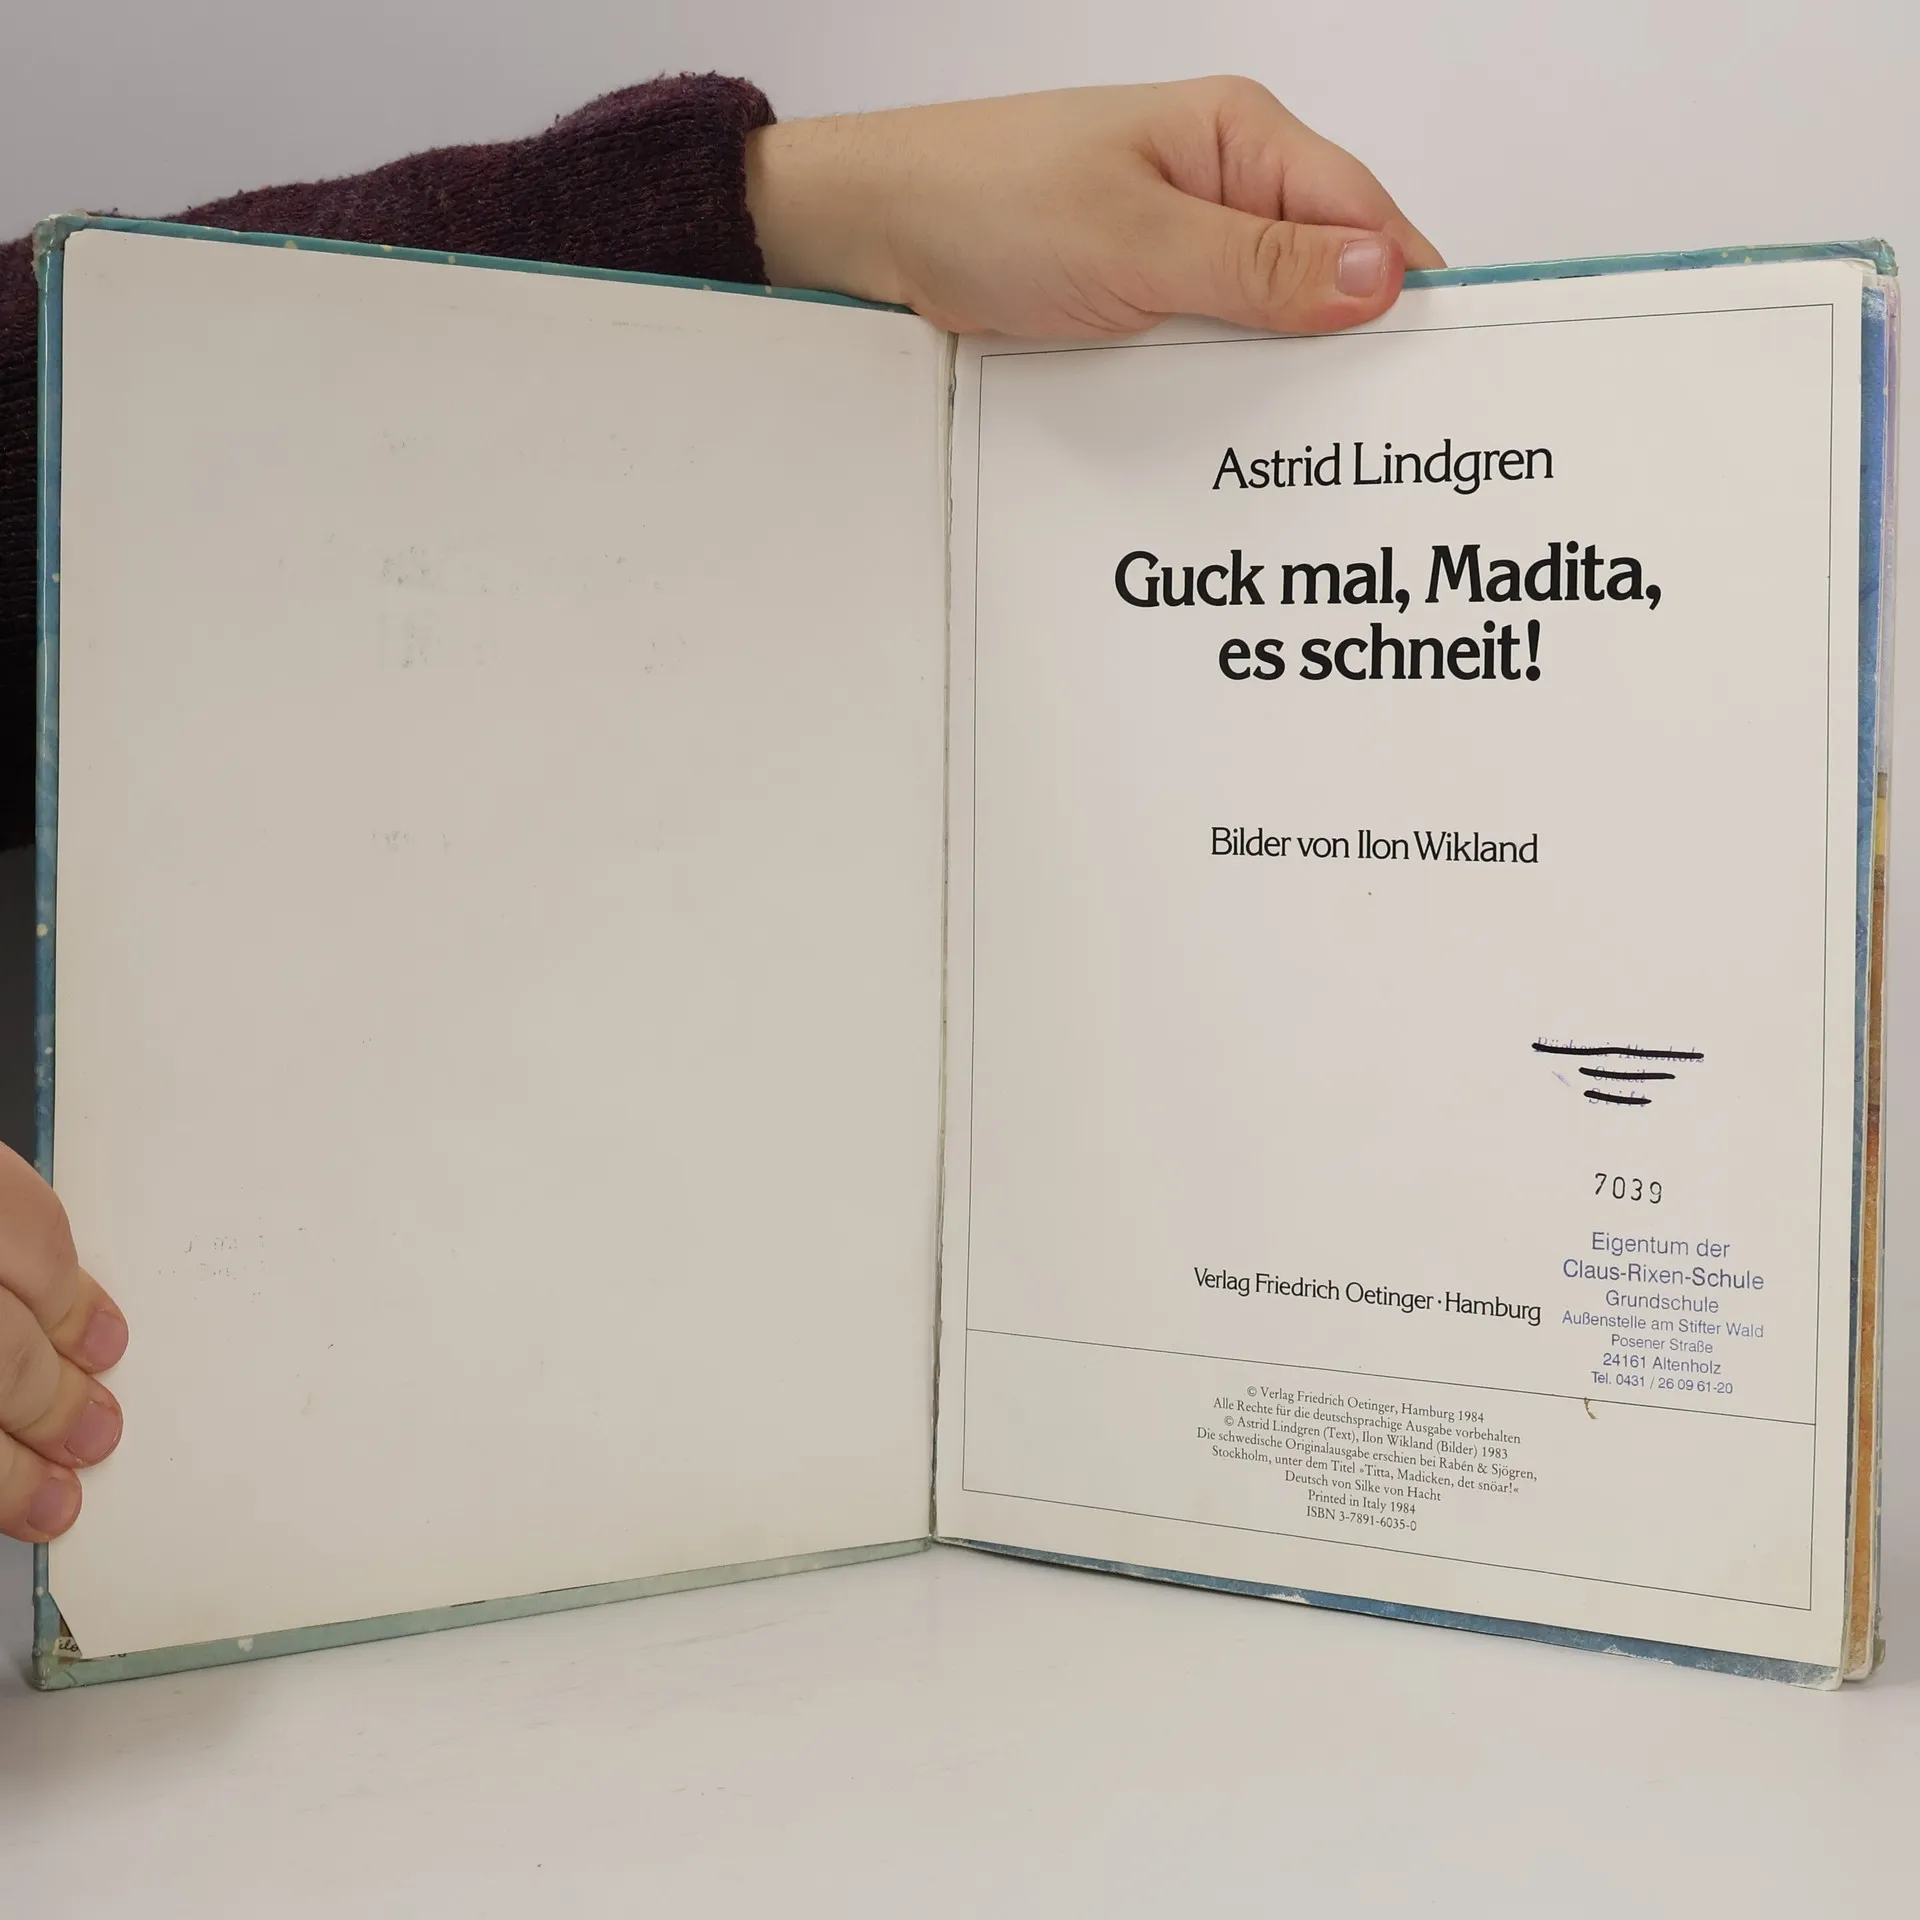 Astrid Lindgren
Guck mal, Madita,
es schneit!
Bilder von Ilon Wikland
Bücherei Altenholz
Stift
7039
Eigentum der
Claus-Rixen-Schule
Grundschule
Außenstelle am Stifter Wald
Posener Straße
24161 Altenholz
Tel. 0431 / 26 09 61-20
Verlag Friedrich Oetinger · Hamburg
© Verlag Friedrich Oetinger, Hamburg 1984
Alle Rechte für die deutschsprachige Ausgabe vorbehalten
© Astrid Lindgren (Text), Ilon Wikland (Bilder) 1983
Die schwedische Originalausgabe erschien bei Rabén & Sjögren,
Stockholm, unter dem Titel »Titta, Madicken, det snöar!«
Deutsch von Silke von Hacht
Printed in Italy 1984
ISBN 3-7891-6035-0